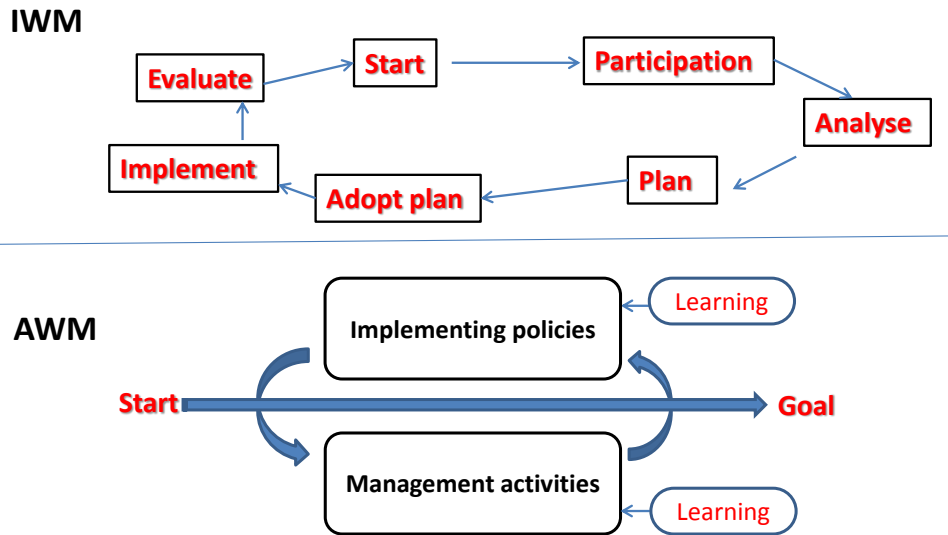 IWM
Start
Participation
Evaluate
Analyse
Implement
Plan
Adopt plan
AWM
Learning
Implementing policies
Start
Goal
Management activities
Learning